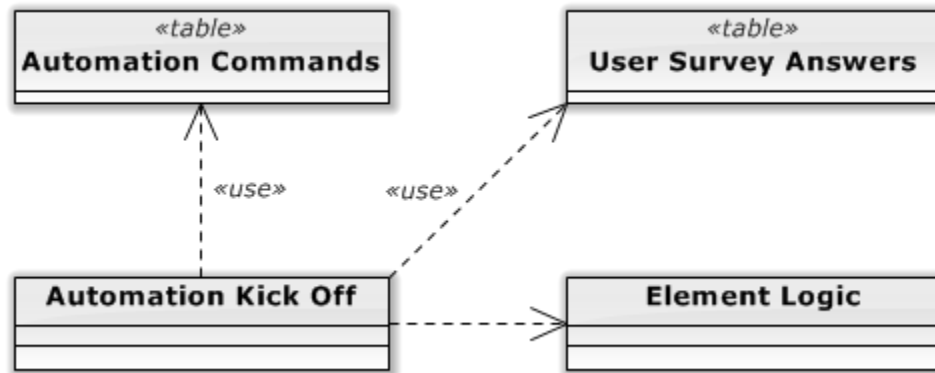 «table»
Automation Commands
«table»
User Survey Answers
«use»
«use»
Automation Kick Off
Element Logic